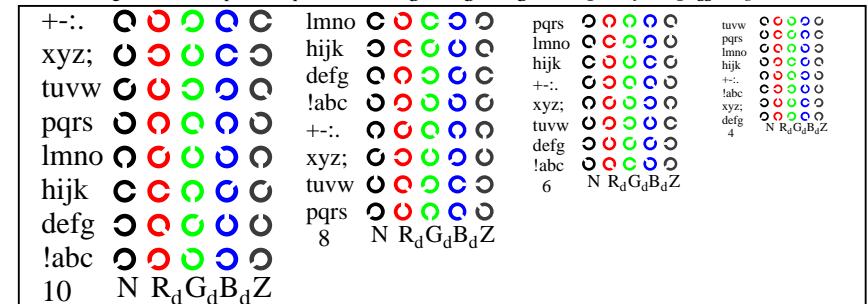 +-:.
xyz;
tuvw
pqrs
lmno
hijk
defg
!abc
10 N RdGdBdZ
lmno
hijk
defg
!abc
+-:.
xyz;
tuvw
pqrs
8 N RdGdBdZ
pqrs
lmno
hijk
+-:.
xyz;
tuvw
defg
!abc
6 N RdGdBdZ
tuvw
pqrs
lmno
hijk
+-:.
!abc
xyz;
defg
4 N RdGdBdZ